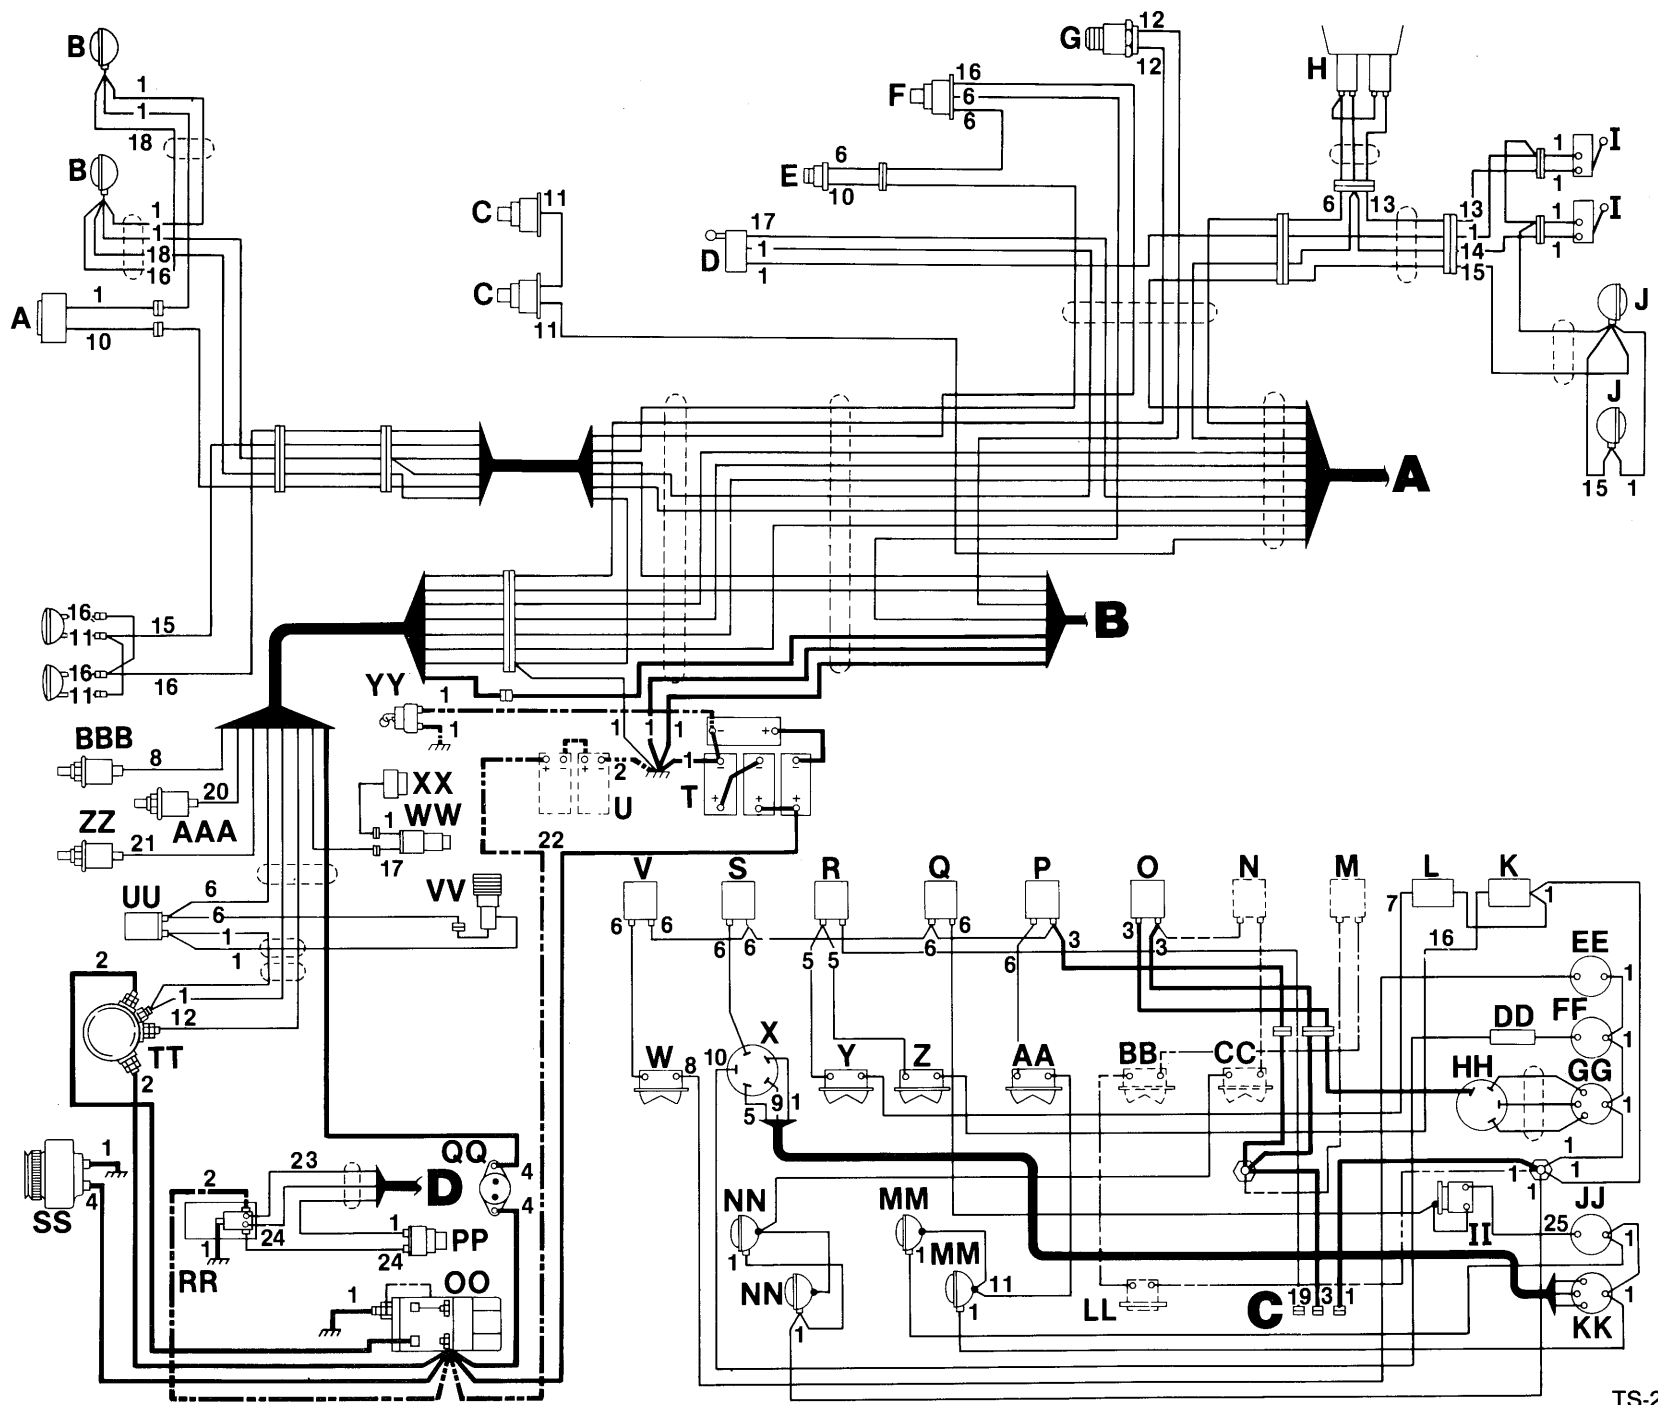 B
1
1
18
B
1
1
18
16
A
1
10
C
11
C
11
G
12
12
F
16
6
6
E
6
10
D
17
1
1
H
6
13
13
1
14
15
1
I
1
1
I
1
J
J
15
1
A
B
16
11
15
16
11
16
YY
1
1
1
1
1
1
2
U
T
22
BBB
8
20
AAA
ZZ
21
XX
WW
1
17
VV
UU
6
6
1
1
2
1
12
TT
2
V
S
R
Q
P
O
N
M
L
K
6
6
6
6
5
5
6
6
6
3
3
3
7
1
16
EE
1
DD
FF
1
HH
GG
1
W
8
10
X
9
1
5
Y
Z
AA
BB
CC
1
1
1
1
SS
1
4
2
23
D
QQ
4
4
1
24
RR
1
24
PP
1
OO
NN
1
NN
1
MM
MM
11
1
LL
C
19
3
1
II
25
JJ
1
1
KK
TS-2